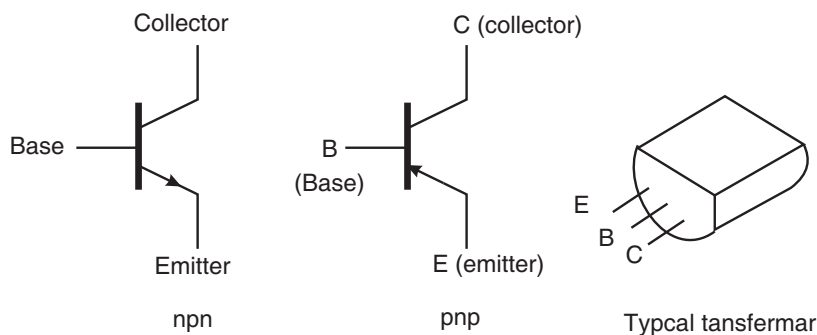 Collector
Base
Emitter
npn
C (collector)
B
(Base)
E (emitter)
pnp
E
B
C
Typcal tansfermar